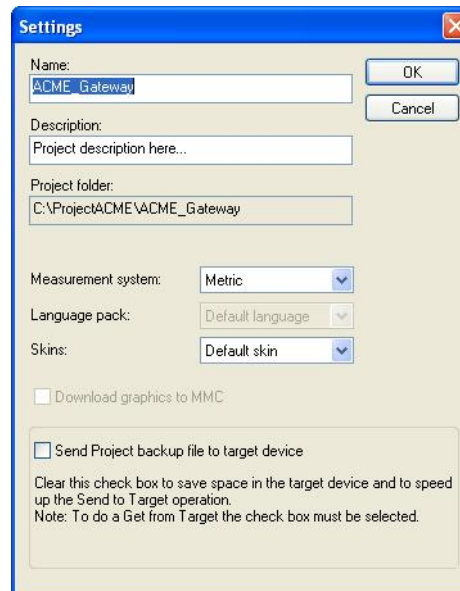 Settings
Name:
OK
ACME_Gateway
Cancel
Description:
Project description here...
Project folder:
C:\ProjectACME\ACME_Gateway
Measurement system:
Metric
Language pack:
Default language
Skins:
Default skin
Download graphics to MMC
Send Project backup file to target device
Clear this check box to save space in the target device and to speed
up the Send to Target operation.
Note: To do a Get from Target the check box must be selected.